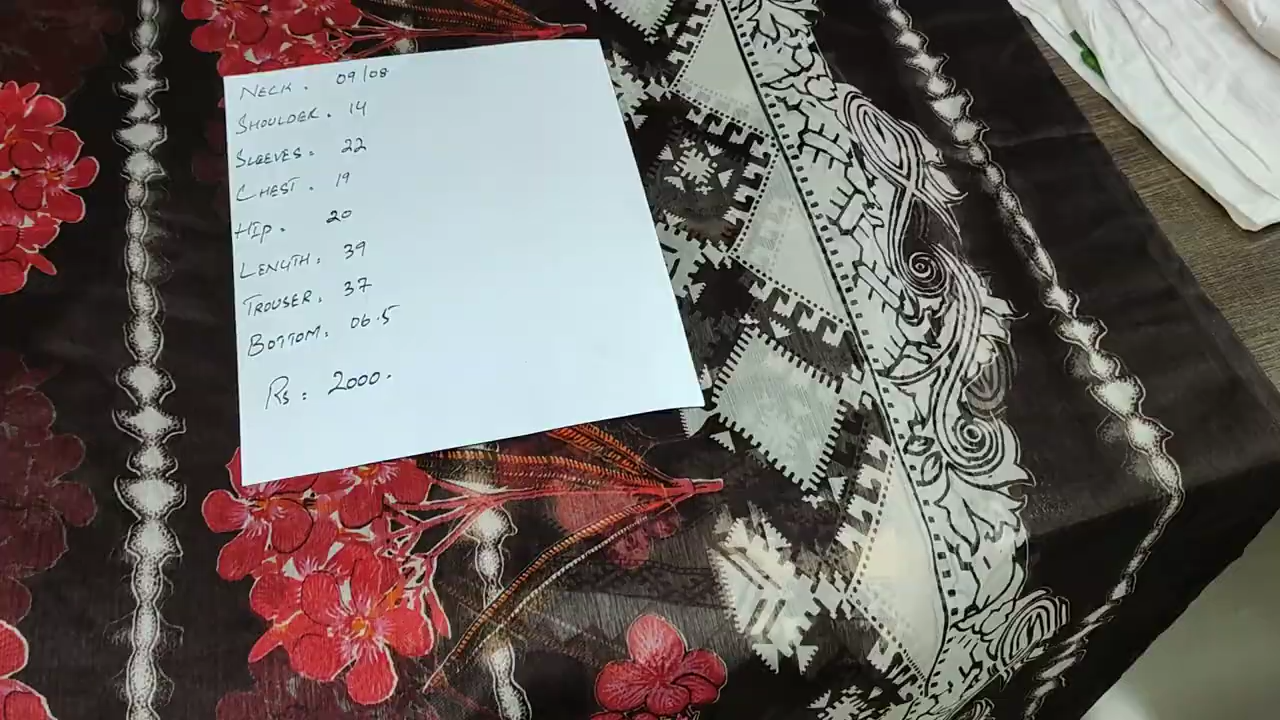 NECK. 09/08
SHOULDER. 14
SLEEVES. 22
CHEST. 19
HIP. 20
LENGTH. 39
TROUSER. 37
BOTTOM. 06.5
Rs. 2000.